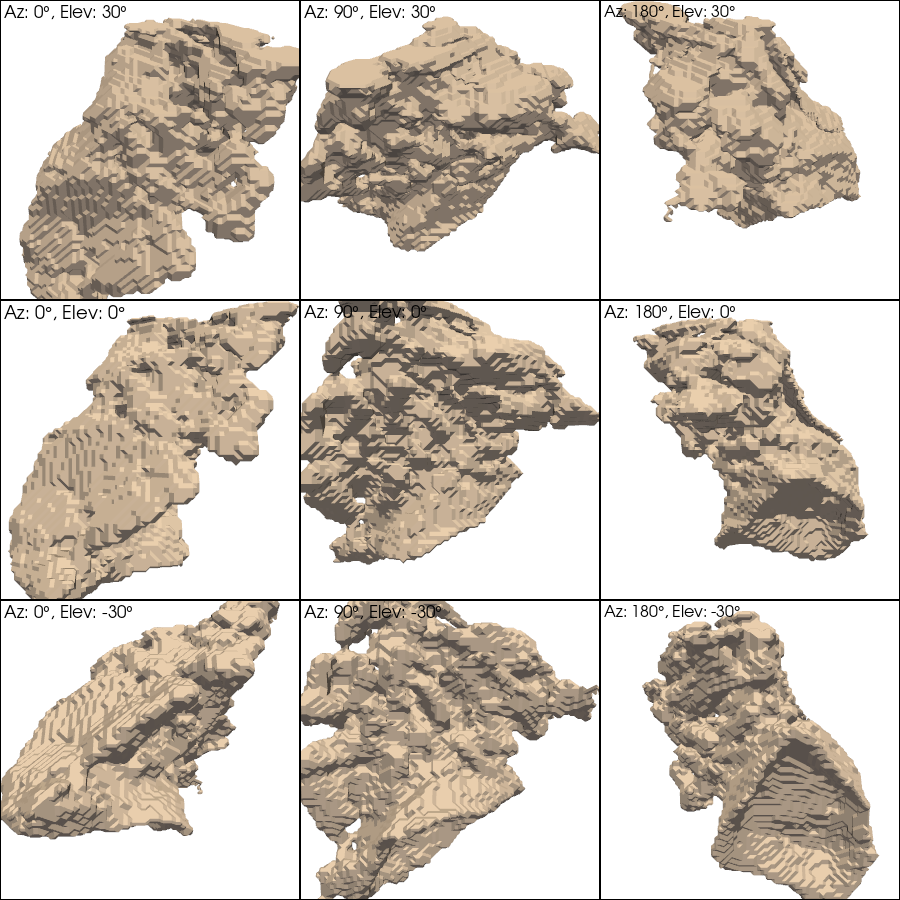 Az: 0°, Elev: 30°
Az: 90°, Elev: 30°
Az: 180°, Elev: 30°
Az: 0°, Elev: 0°
Az: 90°, Elev: 0°
Az: 180°, Elev: 0°
Az: 0°, Elev: -30°
Az: 90°, Elev: -30°
Az: 180°, Elev: -30°